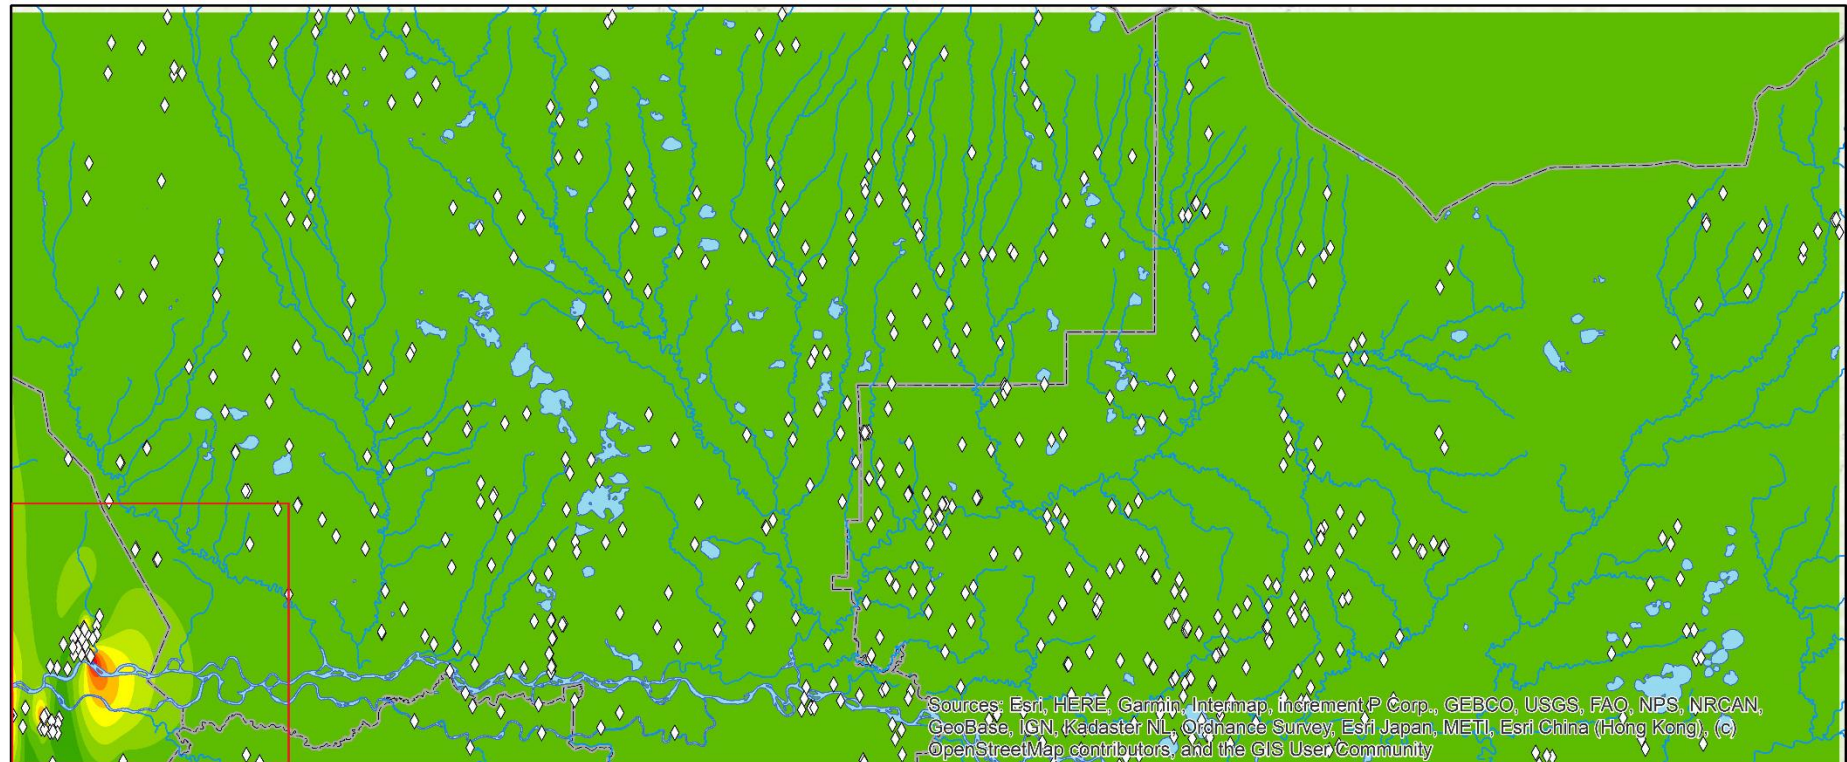 Sources: Esri, HERE, Garmin, Intermap, increment P Corp., GEBCO, USGS, FAO, NPS, NRCAN,
GeoBase, IGN, Kadaster NL, Ordnance Survey, Esri Japan, METI, Esri China (Hong Kong), (c)
OpenStreetMap contributors, and the GIS User Community